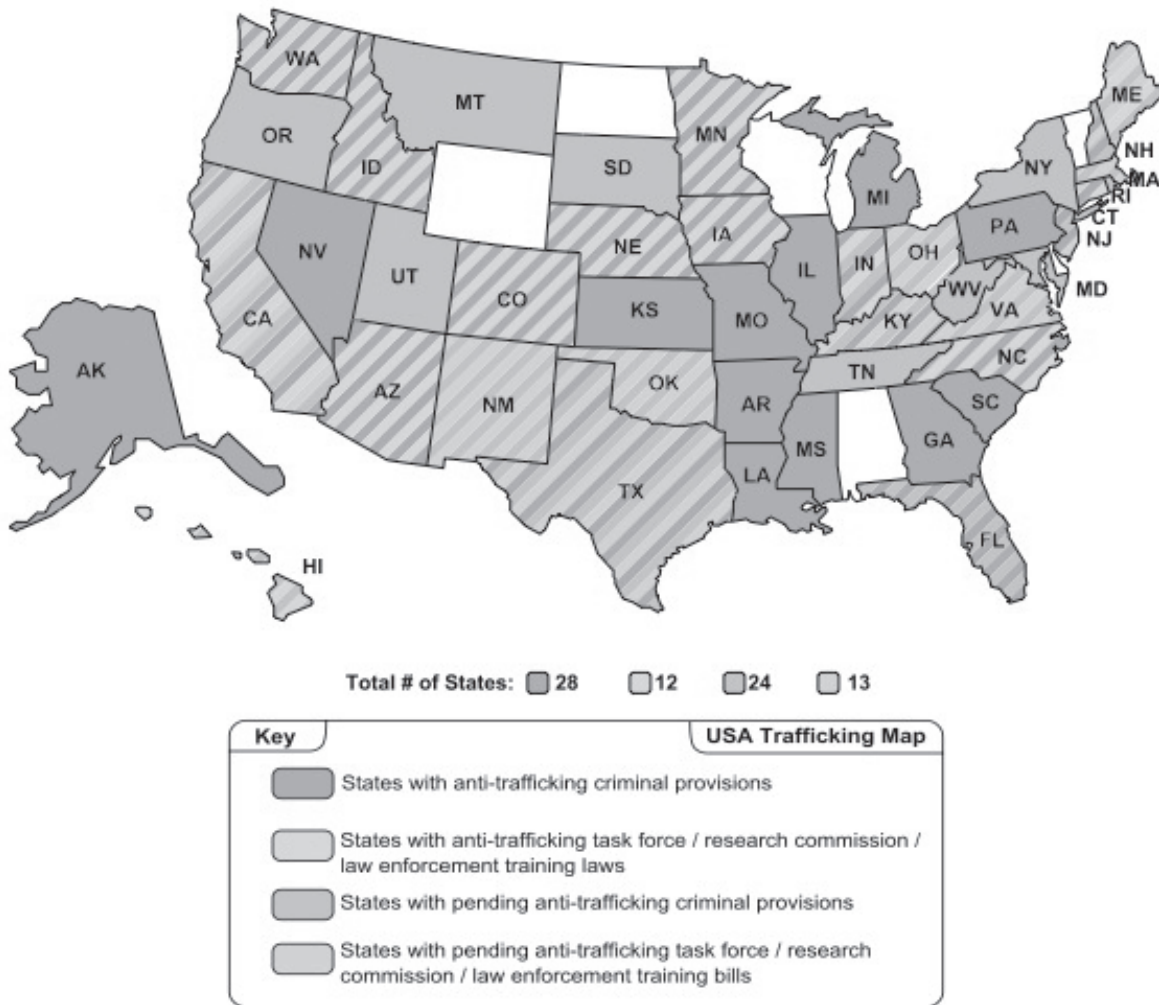 WA
MT
ME
OR
ID
MN
SD
NY
NH
MA
MI
RI
CT
NV
NE
IA
PA
NJ
UT
IL
IN
OH
CA
CO
WV
MD
KS
MO
KY
VA
AK
NC
AZ
OK
TN
NM
AR
SC
MS
GA
LA
TX
FL
HI
Total # of States: 28 12 24 13
Key
USA Trafficking Map
States with anti-trafficking criminal provisions
States with anti-trafficking task force / research commission /
law enforcement training laws
States with pending anti-trafficking criminal provisions
States with pending anti-trafficking task force / research
commission / law enforcement training bills